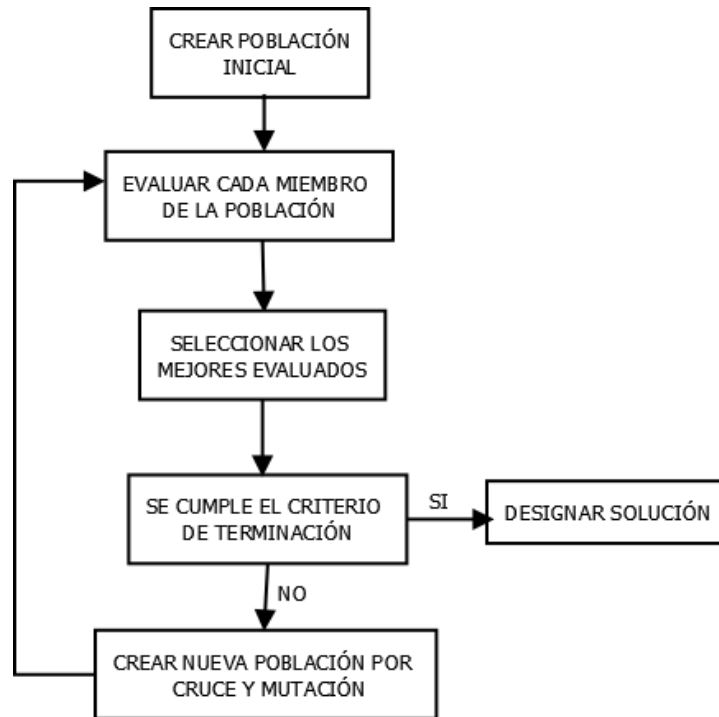 CREAR POBLACIÓN
INICIAL
EVALUAR CADA MIEMBRO
DE LA POBLACIÓN
SELECCIONAR LOS
MEJORES EVALUADOS
SE CUMPLE EL CRITERIO
DE TERMINACIÓN
SI
DESIGNAR SOLUCIÓN
NO
CREAR NUEVA POBLACIÓN POR
CRUCE Y MUTACIÓN